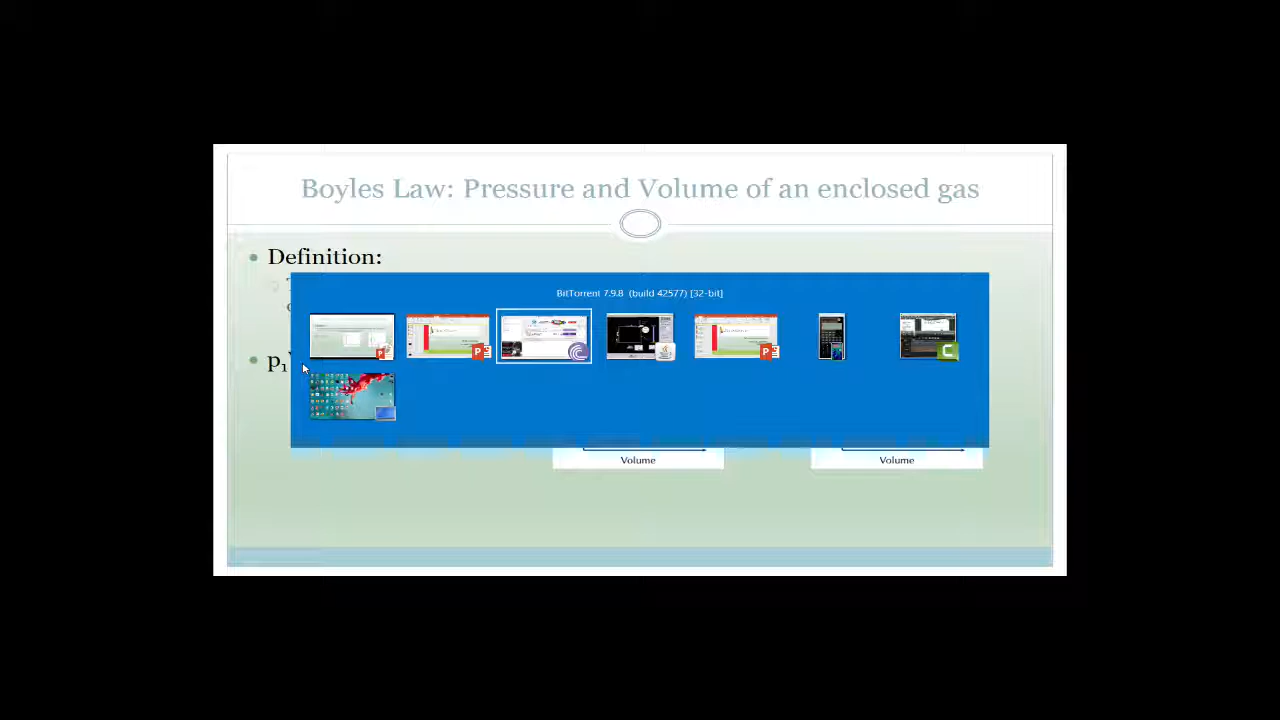 Boyles Law: Pressure and Volume of an enclosed gas
Definition:
BitTorrent 7.9.8 (build 42577) [32-bit]
p₁
Volume
Volume